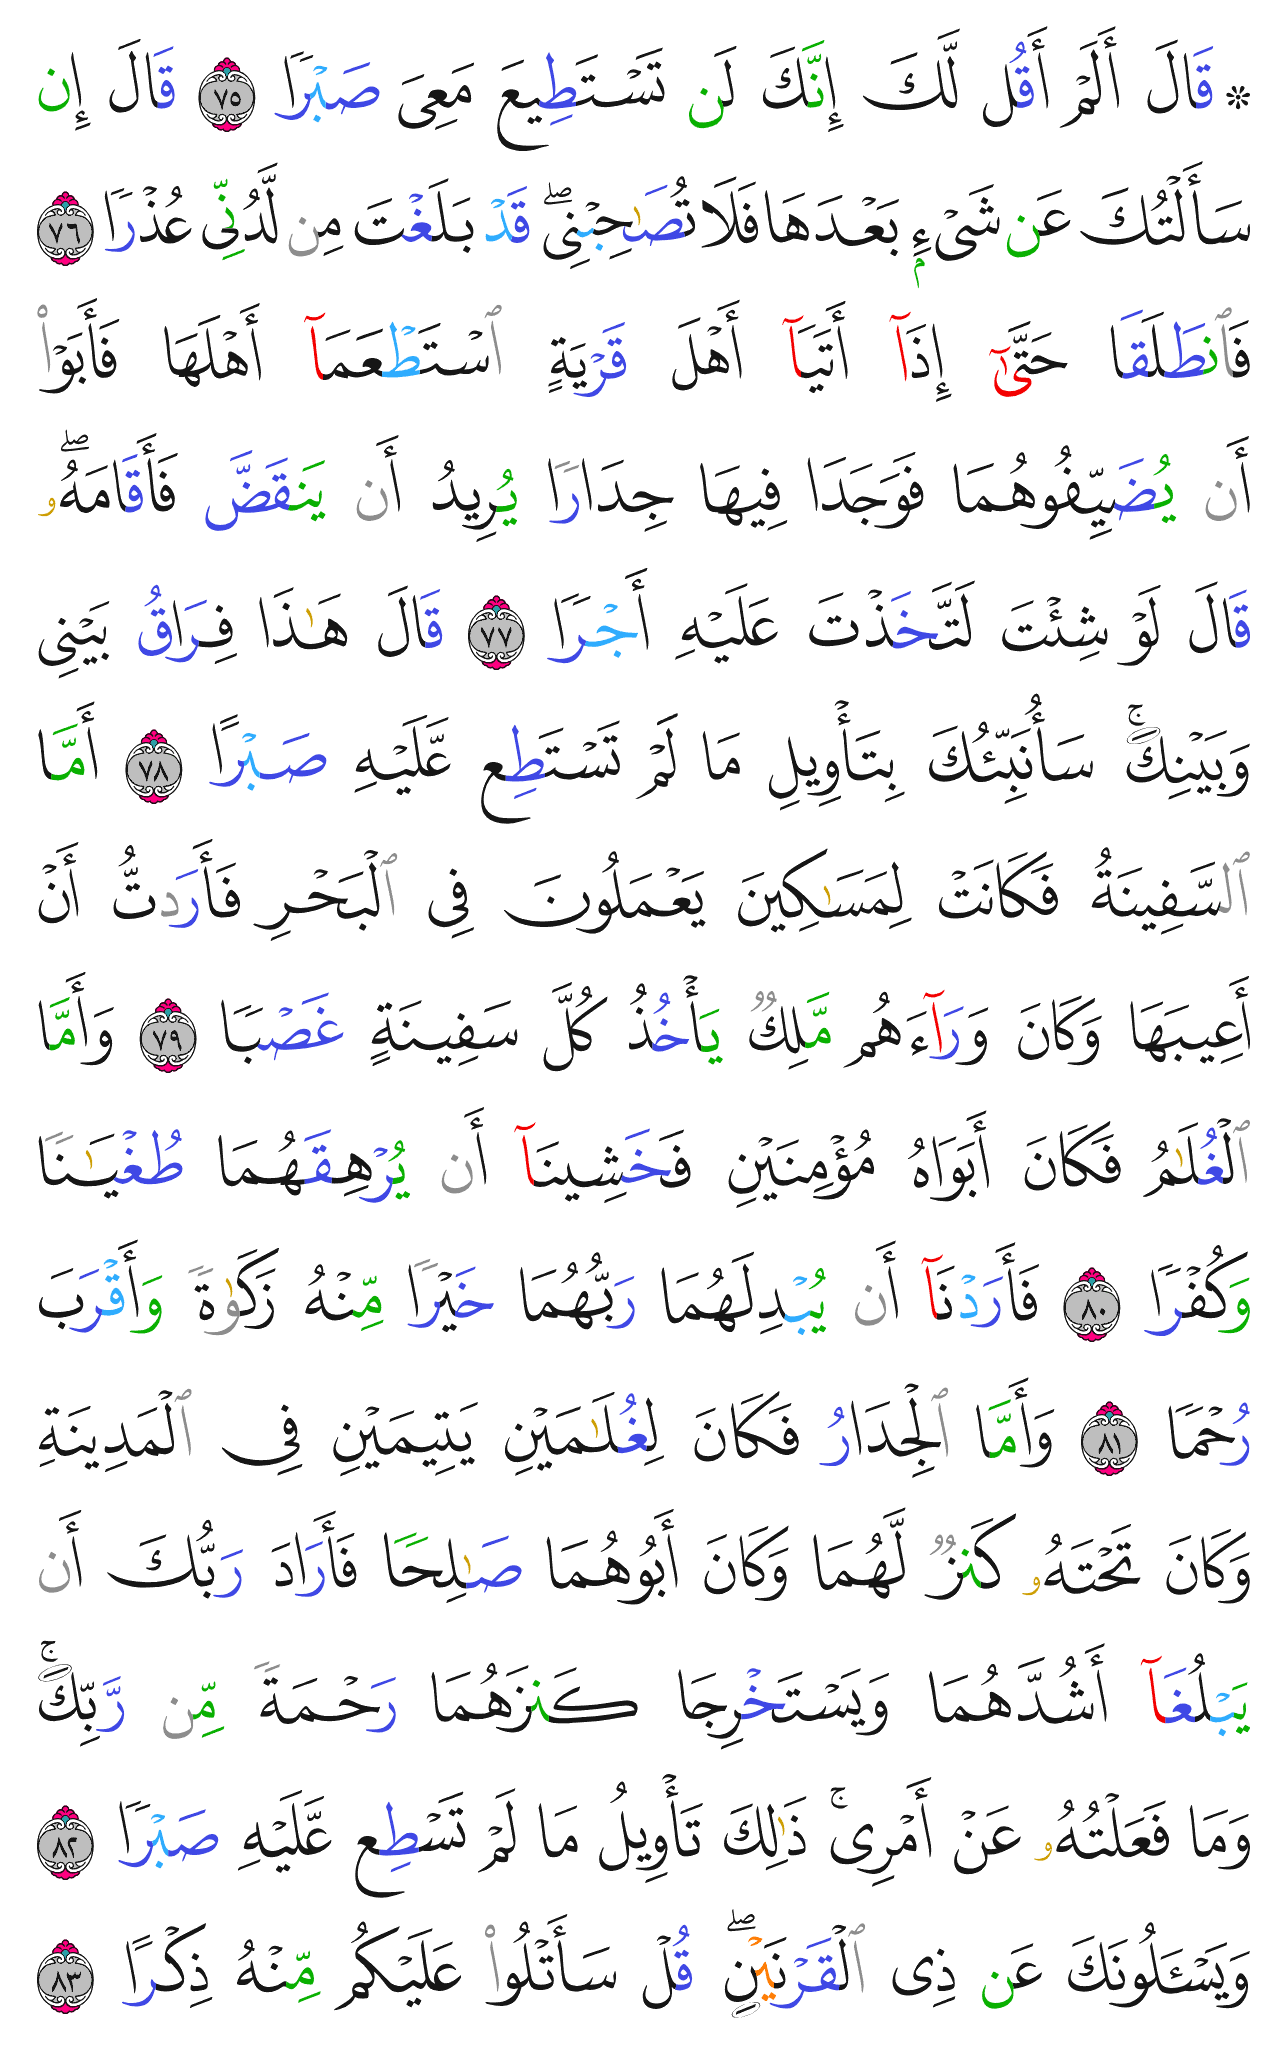 ۞ قَالَ أَلَمۡ أَقُل لَّكَ إِنَّكَ لَن تَسۡتَطِيعَ مَعِيَ صَبۡرٗا ٧٥ قَالَ إِن
سَأَلۡتُكَ عَن شَيۡءِۭ بَعۡدَهَا فَلَا تُصَٰحِبۡنِيۖ قَدۡ بَلَغۡتَ مِن لَّدُنِّي عُذۡرٗا ٧٦
فَٱنطَلَقَا حَتَّىٰٓ إِذَآ أَتَيَآ أَهۡلَ قَرۡيَةٍ ٱسۡتَطۡعَمَآ أَهۡلَهَا فَأَبَوۡاْ
أَن يُضَيِّفُوهُمَا فَوَجَدَا فِيهَا جِدَارٗا يُرِيدُ أَن يَنقَضَّ فَأَقَامَهُۥۖ
قَالَ لَوۡ شِئۡتَ لَتَّخَذۡتَ عَلَيۡهِ أَجۡرٗا ٧٧ قَالَ هَٰذَا فِرَاقُ بَيۡنِي
وَبَيۡنِكَۚ سَأُنَبِّئُكَ بِتَأۡوِيلِ مَا لَمۡ تَسۡتَطِع عَّلَيۡهِ صَبۡرًا ٧٨ أَمَّا
ٱلسَّفِينَةُ فَكَانَتۡ لِمَسَٰكِينَ يَعۡمَلُونَ فِي ٱلۡبَحۡرِ فَأَرَدتُّ أَنۡ
أَعِيبَهَا وَكَانَ وَرَآءَهُم مَّلِكٞ يَأۡخُذُ كُلَّ سَفِينَةٍ غَصۡبٗا ٧٩ وَأَمَّا
ٱلۡغُلَٰمُ فَكَانَ أَبَوَاهُ مُؤۡمِنَيۡنِ فَخَشِينَآ أَن يُرۡهِقَهُمَا طُغۡيَٰنٗا
وَكُفۡرٗا ٨٠ فَأَرَدۡنَآ أَن يُبۡدِلَهُمَا رَبُّهُمَا خَيۡرٗا مِّنۡهُ زَكَوٰةٗ وَأَقۡرَبَ
رُحۡمٗا ٨١ وَأَمَّا ٱلۡجِدَارُ فَكَانَ لِغُلَٰمَيۡنِ يَتِيمَيۡنِ فِي ٱلۡمَدِينَةِ
وَكَانَ تَحۡتَهُۥ كَنزٞ لَّهُمَا وَكَانَ أَبُوهُمَا صَٰلِحٗا فَأَرَادَ رَبُّكَ أَن
يَبۡلُغَآ أَشُدَّهُمَا وَيَسۡتَخۡرِجَا كَنزَهُمَا رَحۡمَةٗ مِّن رَّبِّكَۚ
وَمَا فَعَلۡتُهُۥ عَنۡ أَمۡرِيۚ ذَٰلِكَ تَأۡوِيلُ مَا لَمۡ تَسۡطِع عَّلَيۡهِ صَبۡرٗا ٨٢
وَيَسۡـَٔلُونَكَ عَن ذِي ٱلۡقَرۡنَيۡنِۖ قُلۡ سَأَتۡلُواْ عَلَيۡكُم مِّنۡهُ ذِكۡرًا ٨٣